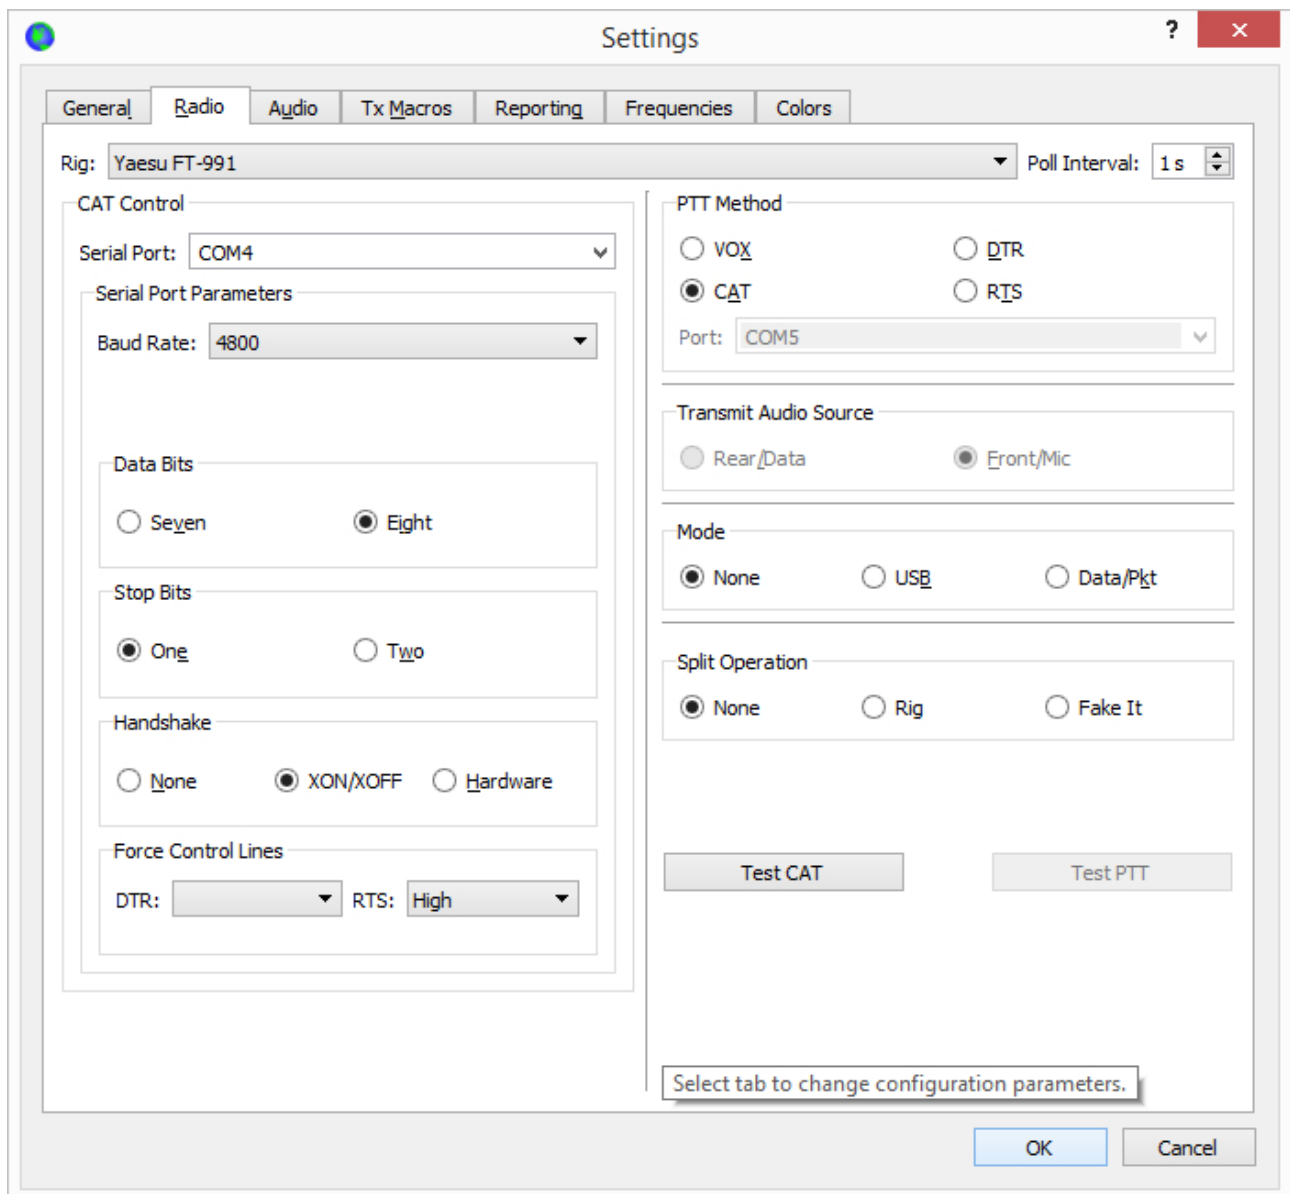 Settings
?
General Radio Audio Tx Macros Reporting Frequencies Colors
Rig: Yaesu FT-991 Poll Interval: 1 s
CAT Control
Serial Port: COM4
Serial Port Parameters
Baud Rate: 4800
Data Bits
Seven Eight
Stop Bits
One Two
Handshake
None XON/XOFF Hardware
Force Control Lines
DTR: RTS: High
PTT Method
VOX DTR
CAT RTS
Port: COM5
Transmit Audio Source
Rear/Data Front/Mic
Mode
None USB Data/Pkt
Split Operation
None Rig Fake It
Test CAT Test PTT
Select tab to change configuration parameters.
OK Cancel